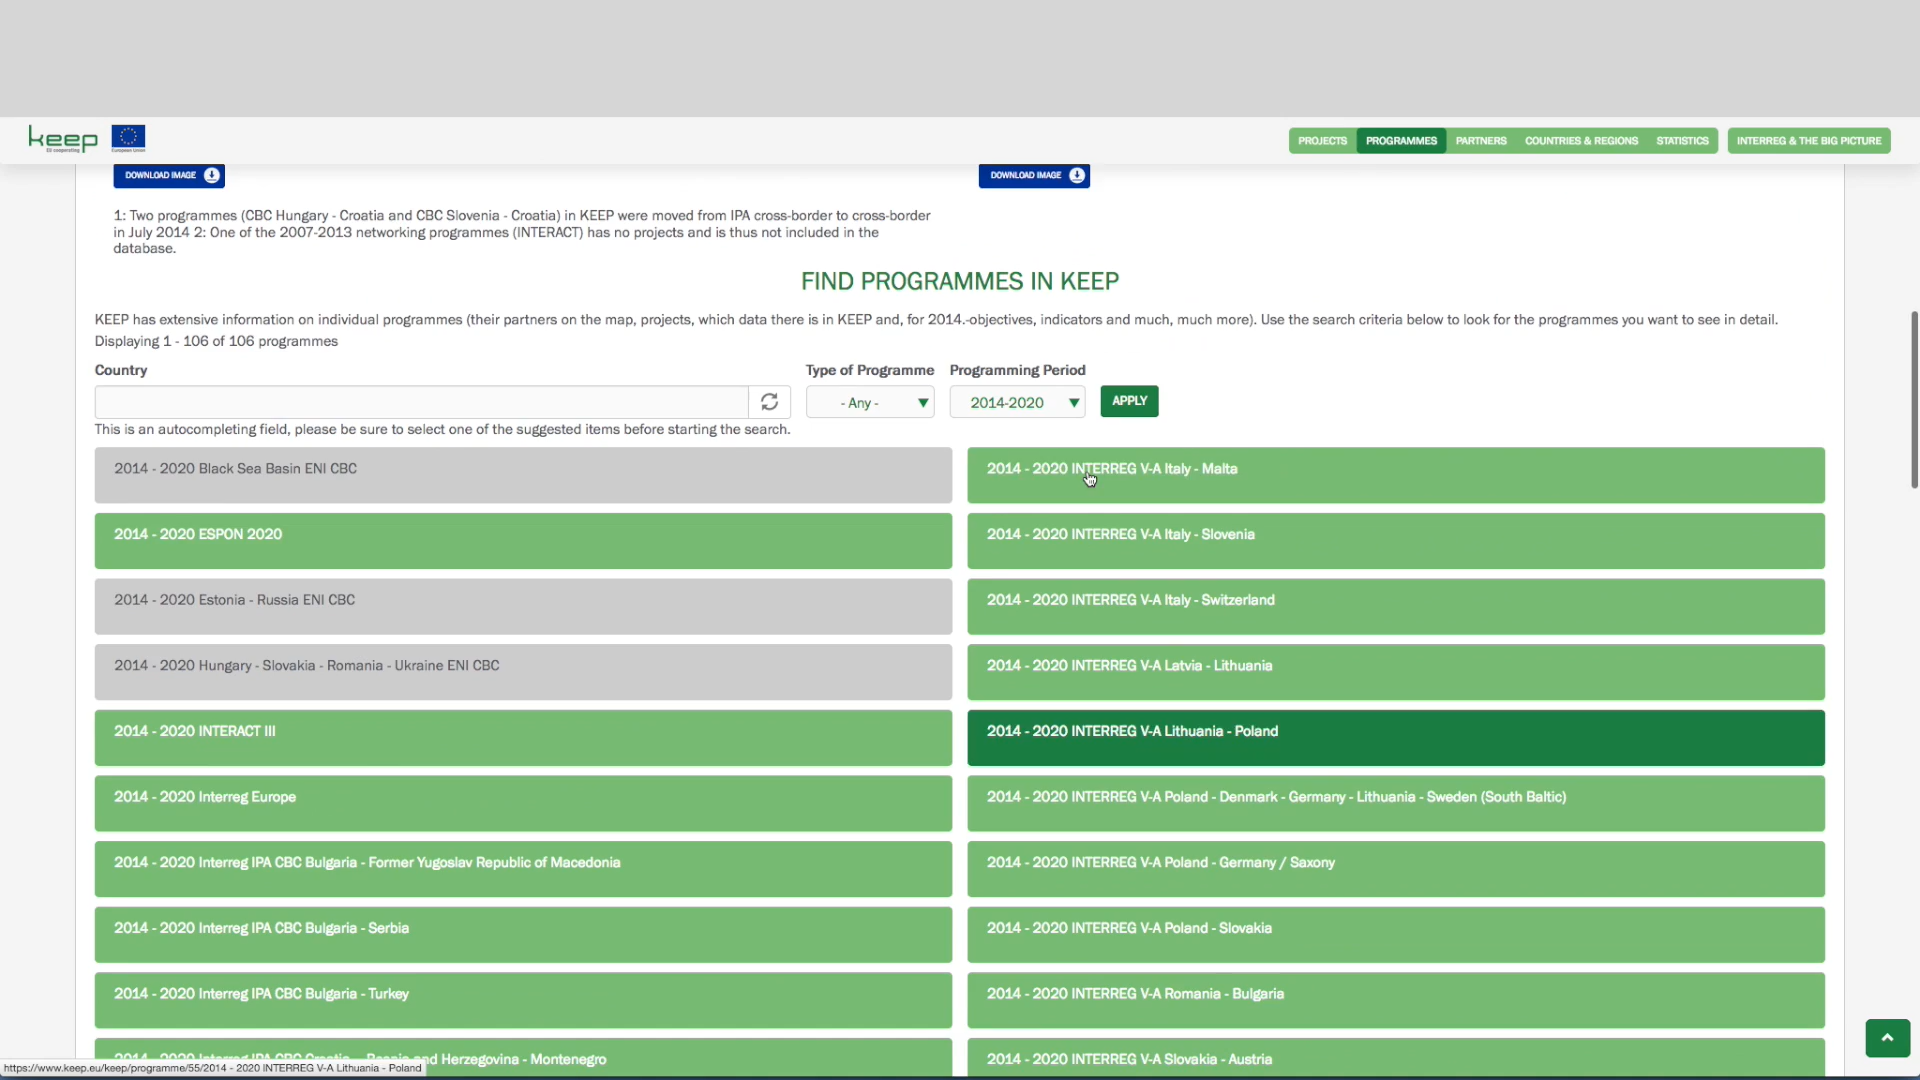 keep
EU cooperating
European Union
PROJECTS
PROGRAMMES
PARTNERS
COUNTRIES & REGIONS
STATISTICS
INTERREG & THE BIG PICTURE
DOWNLOAD IMAGE
DOWNLOAD IMAGE
1: Two programmes (CBC Hungary - Croatia and CBC Slovenia - Croatia) in KEEP were moved from IPA cross-border to cross-border
in July 2014 2: One of the 2007-2013 networking programmes (INTERACT) has no projects and is thus not included in the
database.
FIND PROGRAMMES IN KEEP
KEEP has extensive information on individual programmes (their partners on the map, projects, which data there is in KEEP and, for 2014.-objectives, indicators and much, much more). Use the search criteria below to look for the programmes you want to see in detail.
Displaying 1 - 106 of 106 programmes
Country
Type of Programme
Programming Period
- Any -
2014-2020
APPLY
This is an autocompleting field, please be sure to select one of the suggested items before starting the search.
2014 - 2020 Black Sea Basin ENI CBC
2014 - 2020 INTERREG V-A Italy - Malta
2014 - 2020 ESPON 2020
2014 - 2020 INTERREG V-A Italy - Slovenia
2014 - 2020 Estonia - Russia ENI CBC
2014 - 2020 INTERREG V-A Italy - Switzerland
2014 - 2020 Hungary - Slovakia - Romania - Ukraine ENI CBC
2014 - 2020 INTERREG V-A Latvia - Lithuania
2014 - 2020 INTERACT III
2014 - 2020 INTERREG V-A Lithuania - Poland
2014 - 2020 Interreg Europe
2014 - 2020 INTERREG V-A Poland - Denmark - Germany - Lithuania - Sweden (South Baltic)
2014 - 2020 Interreg IPA CBC Bulgaria - Former Yugoslav Republic of Macedonia
2014 - 2020 INTERREG V-A Poland - Germany / Saxony
2014 - 2020 Interreg IPA CBC Bulgaria - Serbia
2014 - 2020 INTERREG V-A Poland - Slovakia
2014 - 2020 Interreg IPA CBC Bulgaria - Turkey
2014 - 2020 INTERREG V-A Romania - Bulgaria
2014 - 2020 Interreg IPA CBC Croatia - Bosnia and Herzegovina - Montenegro
2014 - 2020 INTERREG V-A Slovakia - Austria
https://www.keep.eu/keep/programme/55/2014 - 2020 INTERREG V-A Lithuania - Poland